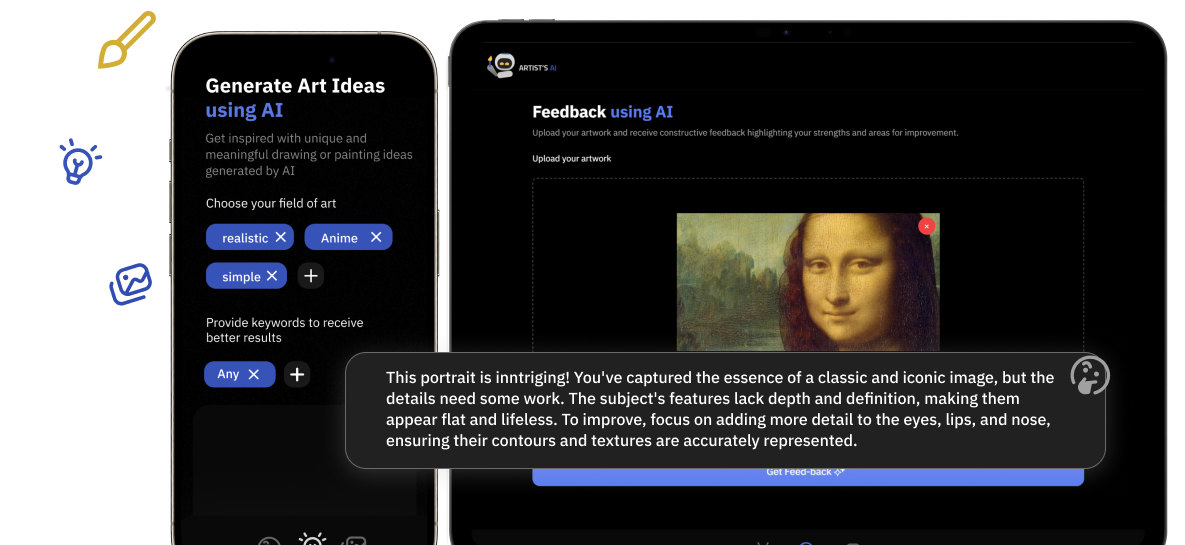 Generate Art Ideas
using AI
Get inspired with unique and
meaningful drawing or painting ideas
generated by AI
Choose your field of art
realistic
Anime
simple
Provide keywords to receive
better results
Any
ARTIST'S AI
Feedback using AI
Upload your artwork and receive constructive feedback highlighting your strengths and areas for improvement.
Upload your artwork
This portrait is inntriging! You've captured the essence of a classic and iconic image, but the
details need some work. The subject's features lack depth and definition, making them
appear flat and lifeless. To improve, focus on adding more detail to the eyes, lips, and nose,
ensuring their contours and textures are accurately represented.
Get Feed-back